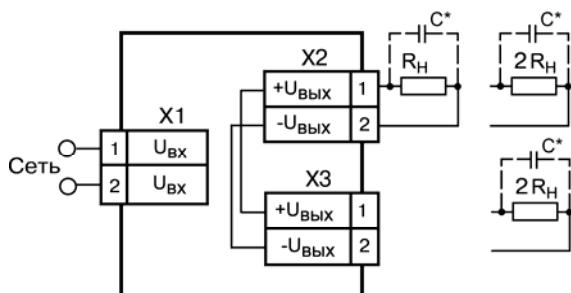 C*
C*
X2
Rн
2Rн
+Uвых 1
X1
-Uвых 2
C*
1 Uвх
X3
Сеть
2 Uвх
2Rн
+Uвых 1
-Uвых 2